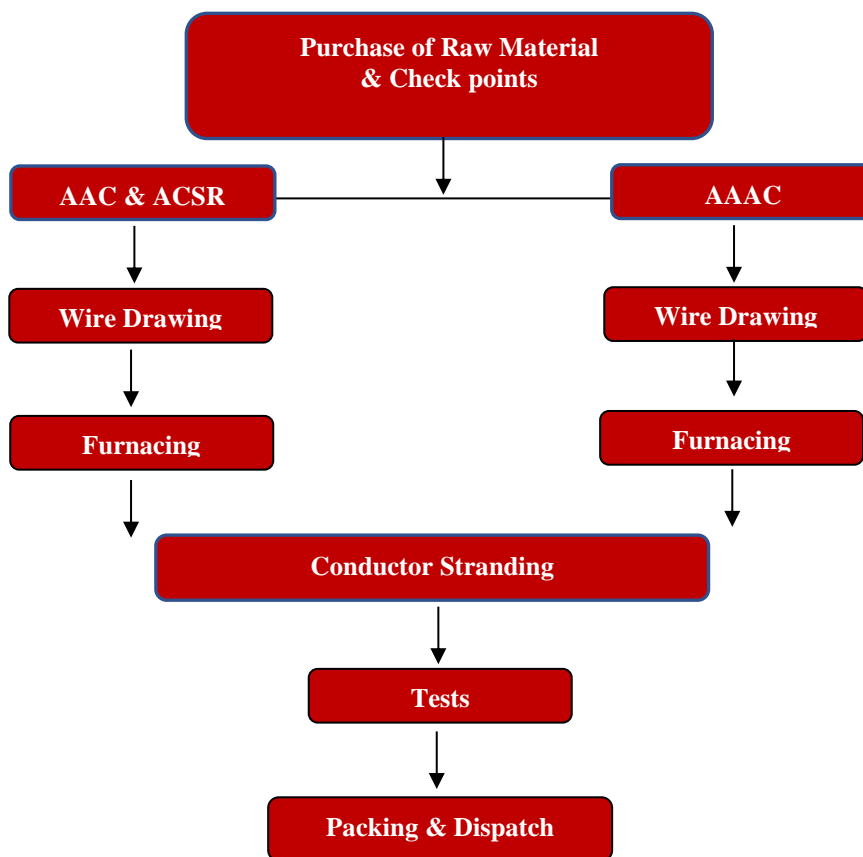 Purchase of Raw Material
& Check points
AAC & ACSR
AAAC
Wire Drawing
Wire Drawing
Furnacing
Furnacing
Conductor Stranding
Tests
Packing & Dispatch